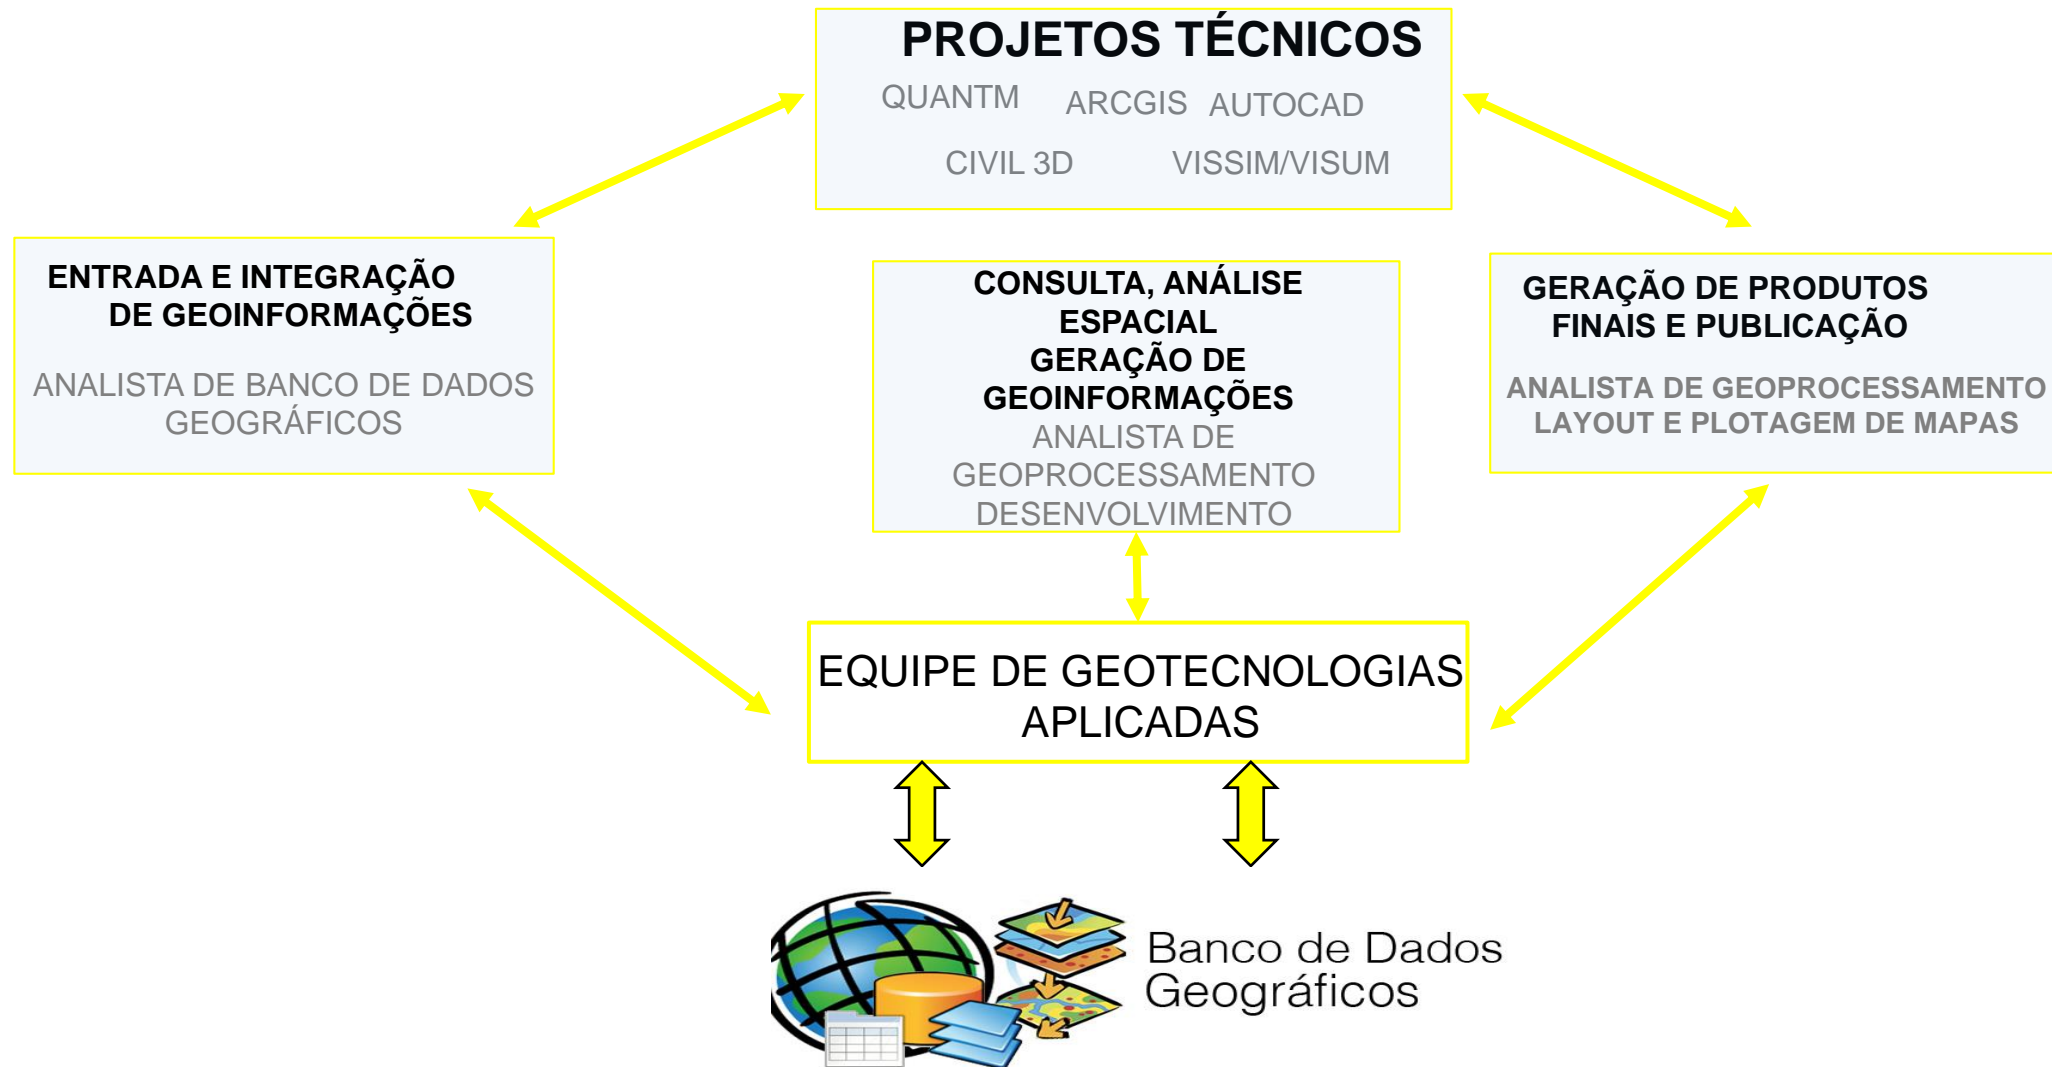 PROJETOS TÉCNICOS
QUANTM ARCGIS AUTOCAD
CIVIL 3D VISSIM/VISUM
ENTRADA E INTEGRAÇÃO
DE GEOINFORMAÇÕES
ANALISTA DE BANCO DE DADOS
GEOGRÁFICOS
CONSULTA, ANÁLISE
ESPACIAL
GERAÇÃO DE
GEOINFORMAÇÕES
ANALISTA DE
GEOPROCESSAMENTO
DESENVOLVIMENTO
GERAÇÃO DE PRODUTOS
FINAIS E PUBLICAÇÃO
ANALISTA DE GEOPROCESSAMENTO
LAYOUT E PLOTAGEM DE MAPAS
EQUIPE DE GEOTECNOLOGIAS
APLICADAS
Banco de Dados
Geográficos